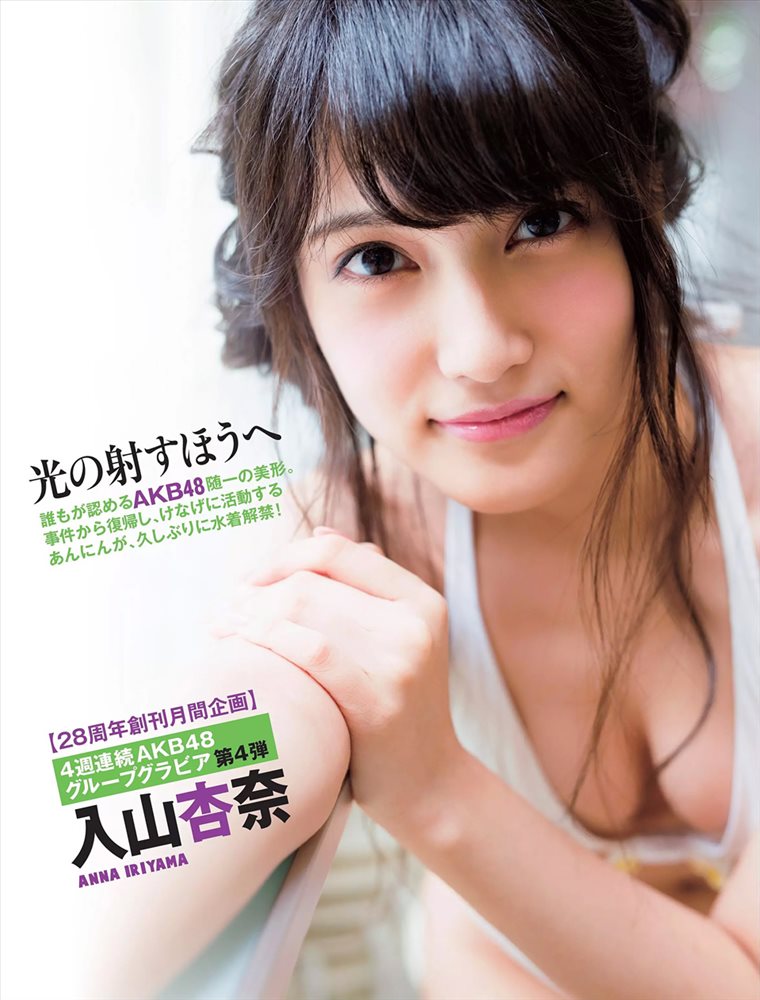 光の射すほうへ
誰もが認めるAKB48随一の美形。
事件から復帰し、けなげに活動する
あんにんが、久しぶりに水着解禁！
【28周年創刊月間企画】
4週連続AKB48
グループグラビア 第4弾
入山杏奈
ANNA IRIYAMA